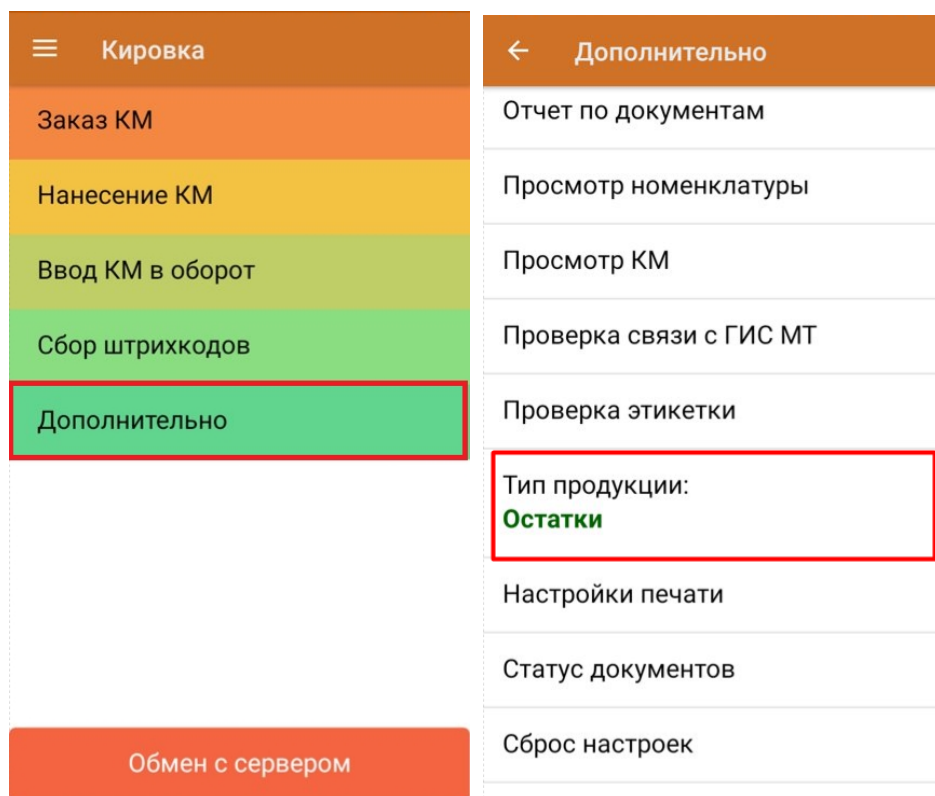 Кировка
Заказ КМ
Нанесение КМ
Ввод КМ в оборот
Сбор штрихкодов
Дополнительно
Обмен с сервером
Дополнительно
Отчет по документам
Просмотр номенклатуры
Просмотр КМ
Проверка связи с ГИС МТ
Проверка этикетки
Тип продукции:
Остатки
Настройки печати
Статус документов
Сброс настроек